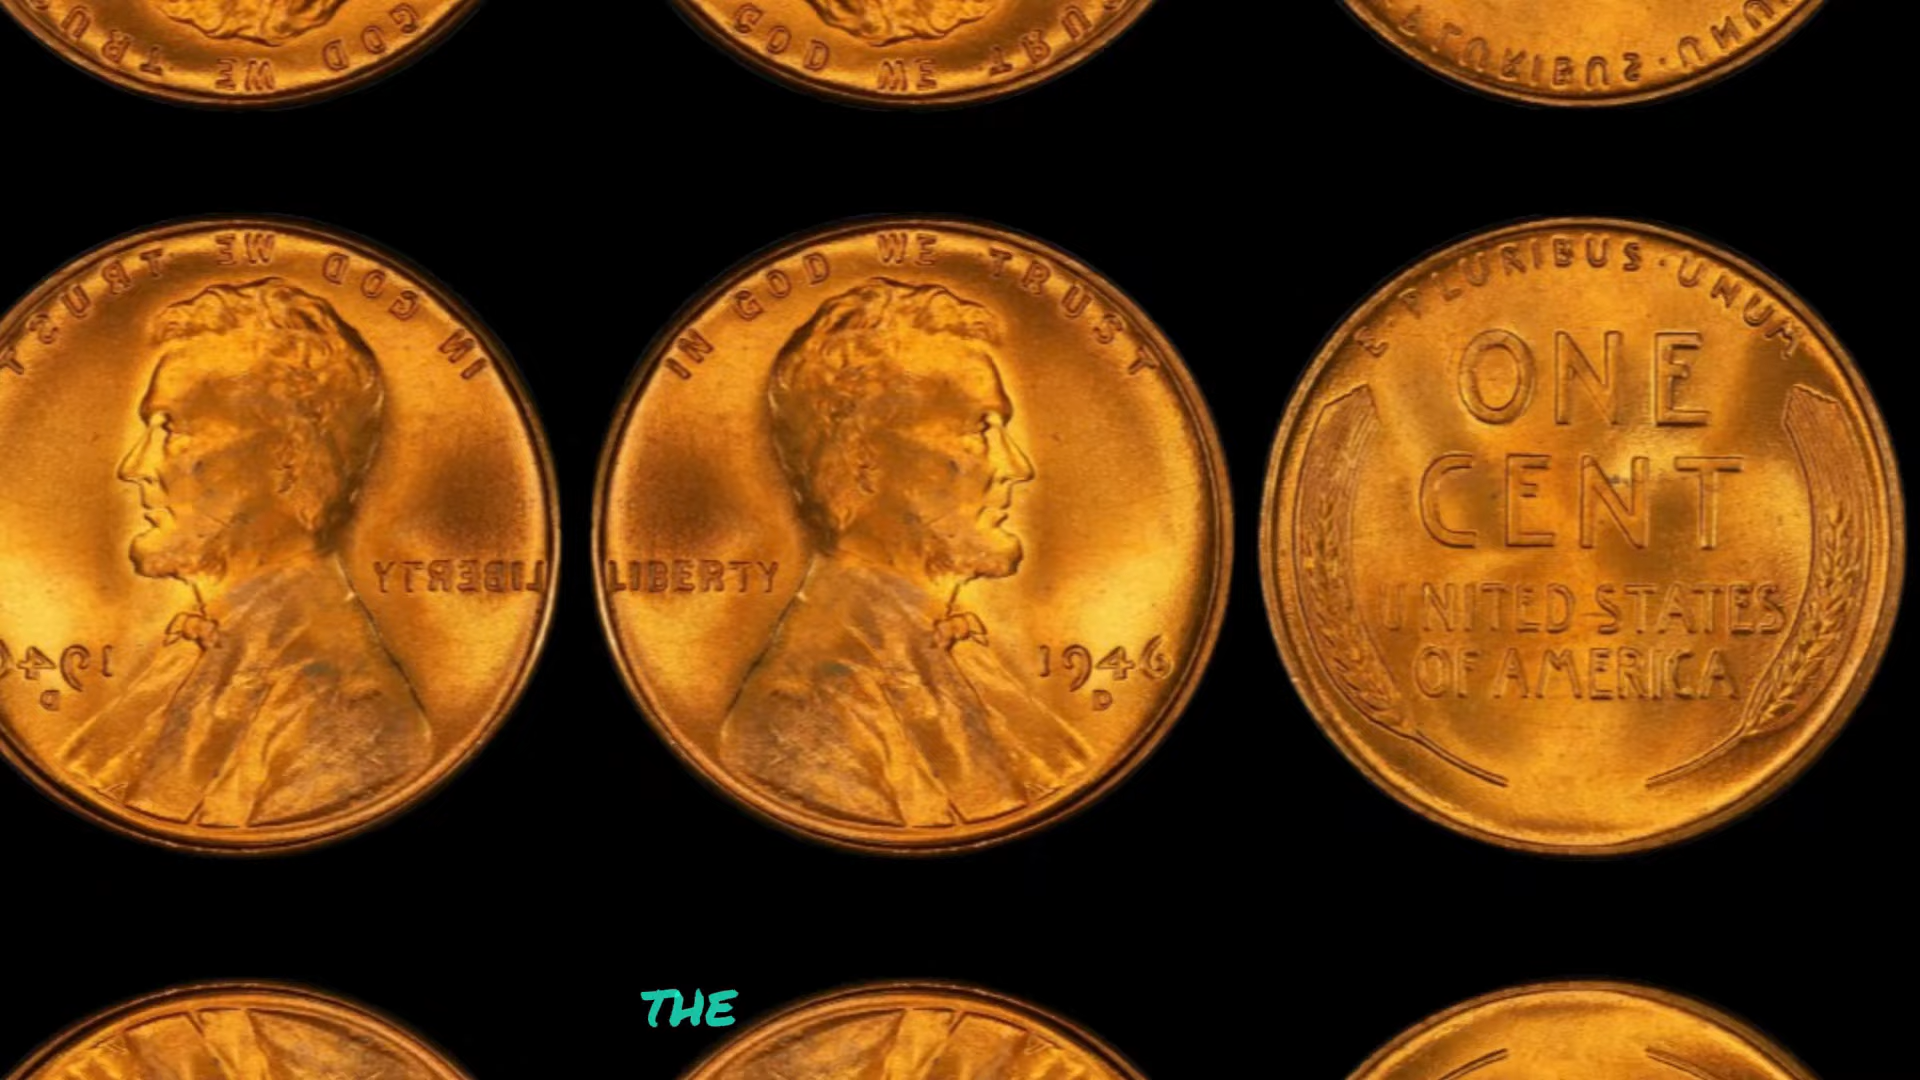 IN GOD WE TRUST
LIBERTY
1946
D
E PLURIBUS · UNUM
ONE
CENT
UNITED STATES
OF AMERICA
THE